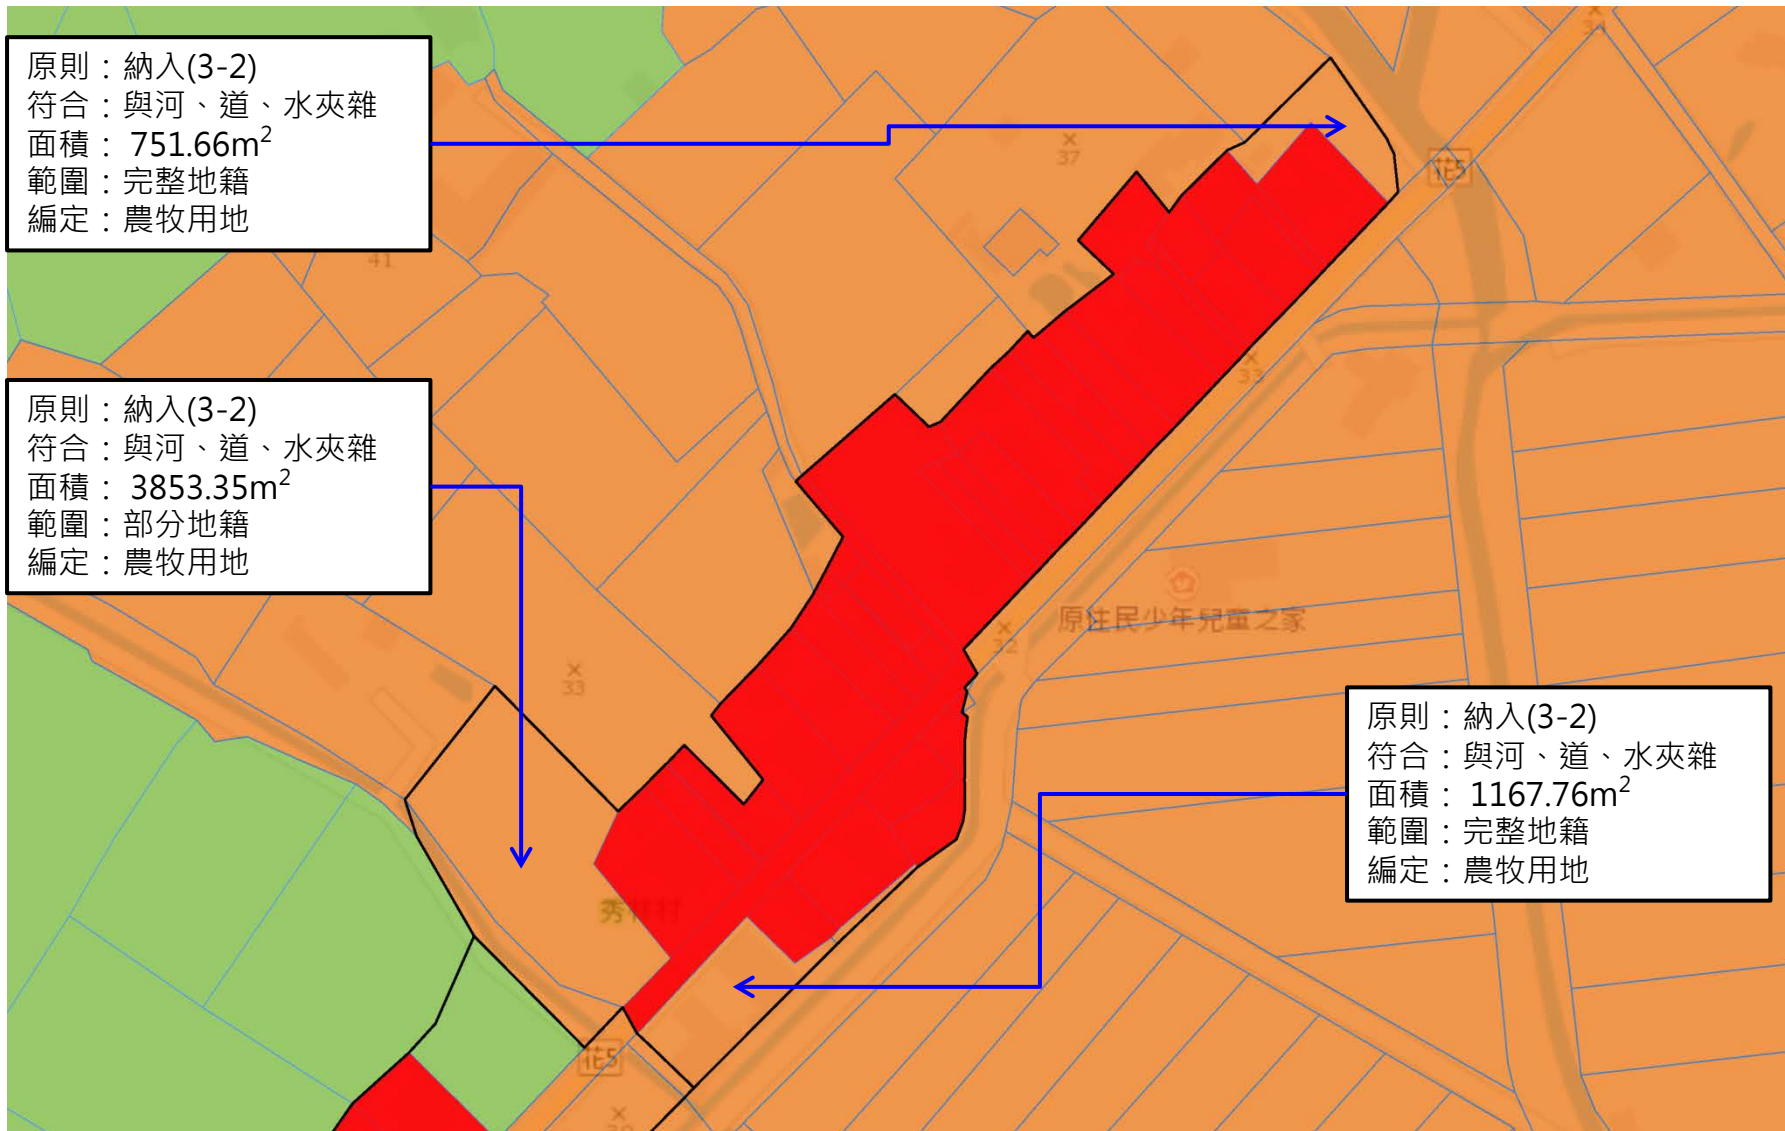 原則：納入(3-2)
符合：與河、道、水夾雜
面積： 751.66m²
範圍：完整地籍
編定：農牧用地
34
37
花5
41
33
原則：納入(3-2)
符合：與河、道、水夾雜
面積： 3853.35m²
範圍：部分地籍
編定：農牧用地
原住民少年兒童之家
32
33
原則：納入(3-2)
符合：與河、道、水夾雜
面積： 1167.76m²
範圍：完整地籍
編定：農牧用地
秀林村
花5
30